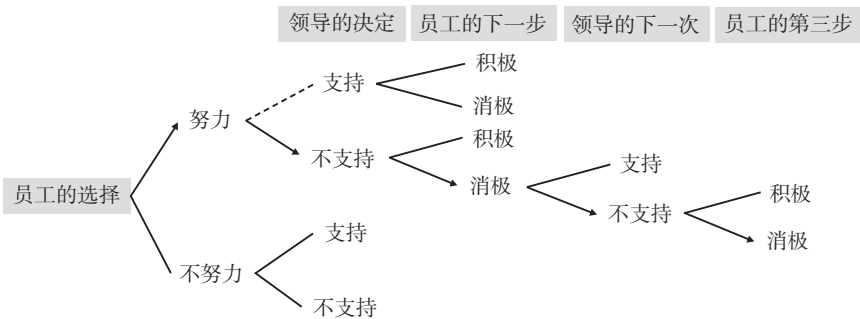 领导的决定
员工的下一步
领导的下一次
员工的第三步
支持
积极
消极
努力
不支持
积极
消极
支持
不支持
积极
消极
员工的选择
不努力
支持
不支持